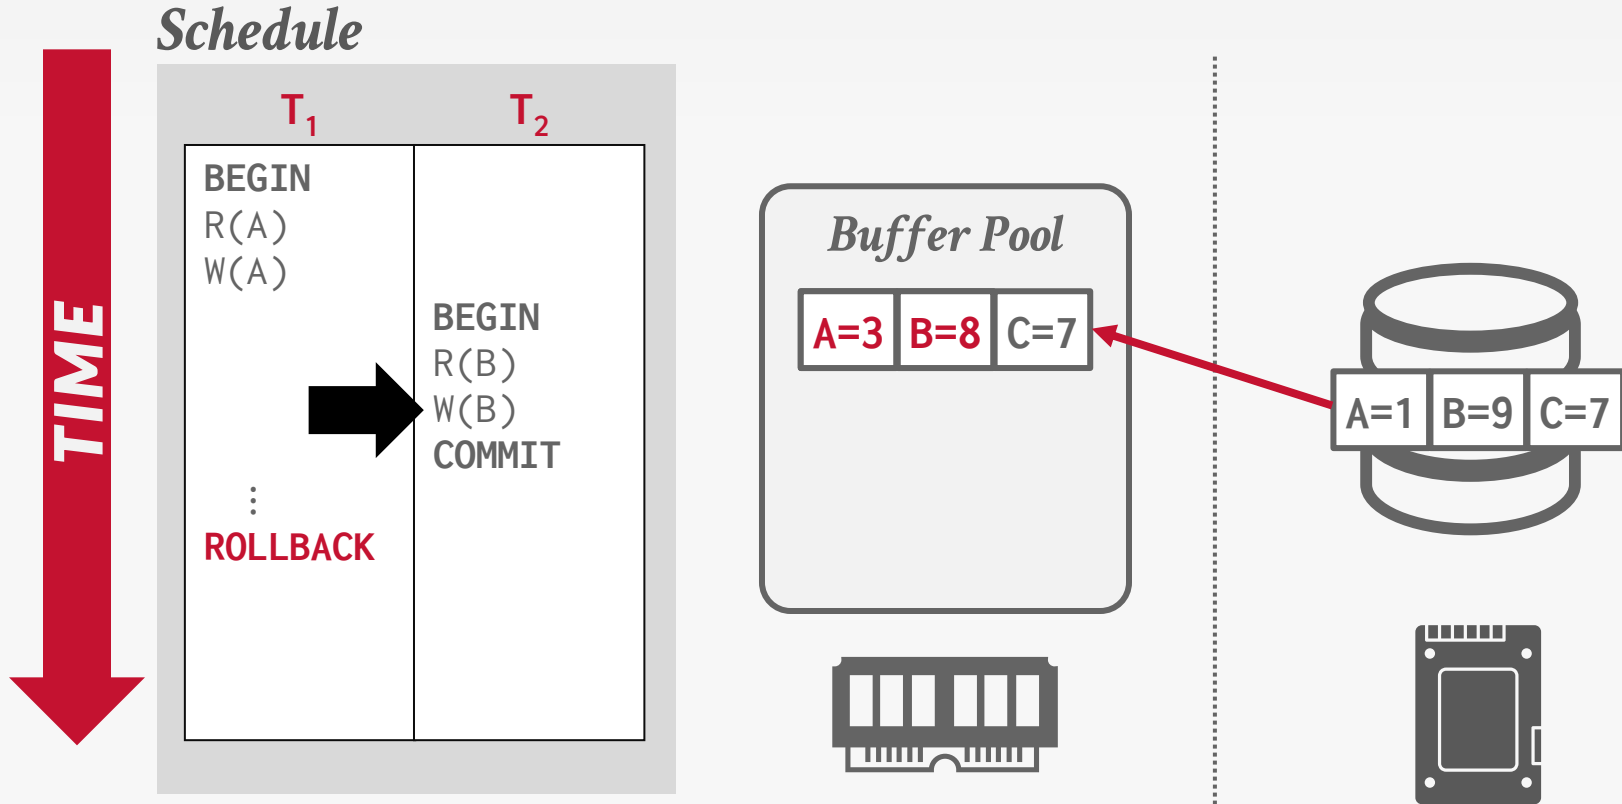 Schedule
TIME
T1
T2
BEGIN
R(A)
W(A)
⋮
ROLLBACK
BEGIN
R(B)
W(B)
COMMIT
Buffer Pool
A=3 B=8 C=7
A=1 B=9 C=7